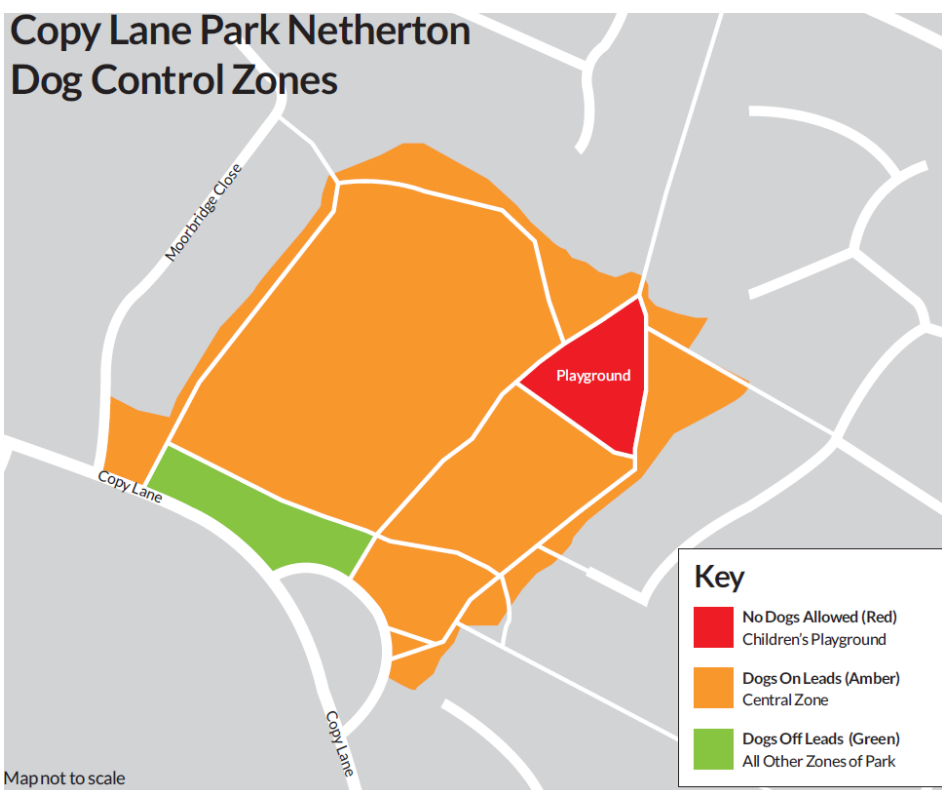 Copy Lane Park Netherton
Dog Control Zones
Moorbridge Close
Playground
Copy Lane
Copy Lane
Key
No Dogs Allowed (Red)
Children's Playground
Dogs On Leads (Amber)
Central Zone
Dogs Off Leads (Green)
All Other Zones of Park
Map not to scale